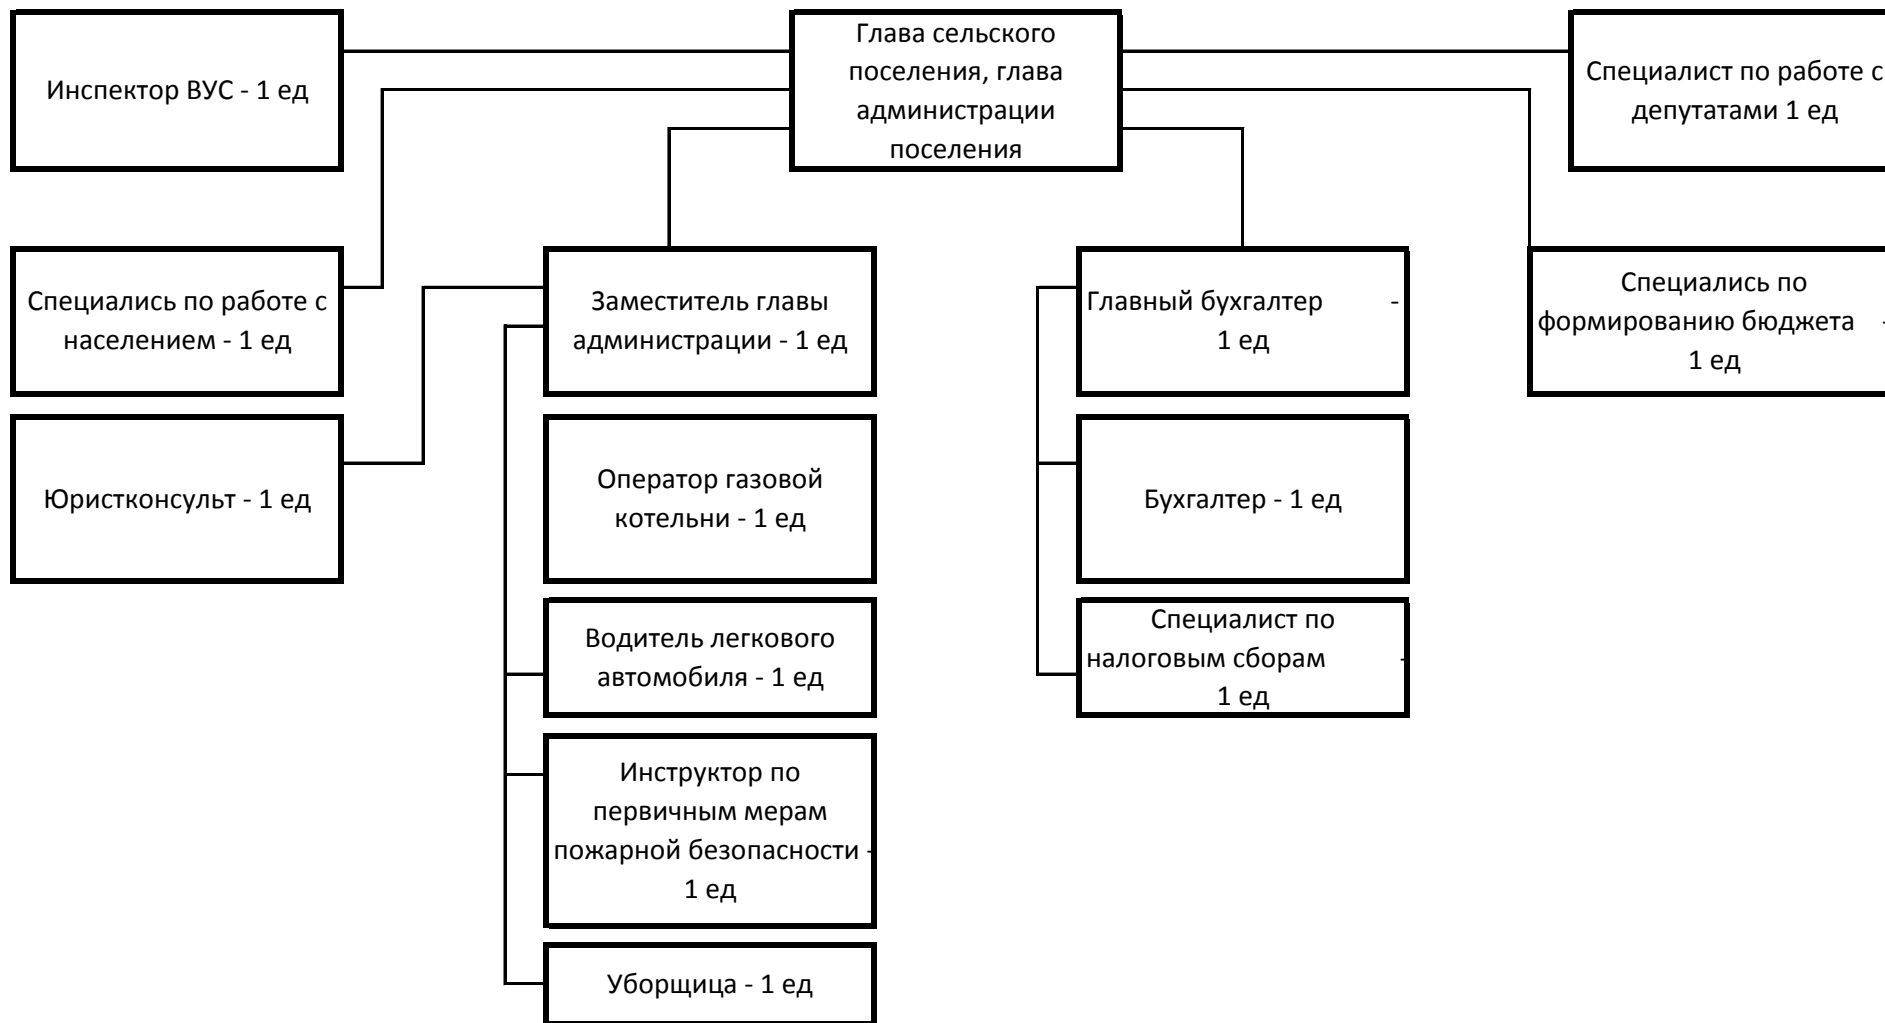 Инспектор ВУС - 1 ед
Глава сельского
поселения, глава
администрации
поселения
Специалист по работе с
депутатами 1 ед
Специались по работе с
населением - 1 ед
Заместитель главы
администрации - 1 ед
Главный бухгалтер -
1 ед
Специались по
формированию бюджета -
1 ед
Юристконсульт - 1 ед
Оператор газовой
котельни - 1 ед
Бухгалтер - 1 ед
Водитель легкового
автомобиля - 1 ед
Специалист по
налоговым сборам -
1 ед
Инструктор по
первичным мерам
пожарной безопасности -
1 ед
Уборщица - 1 ед